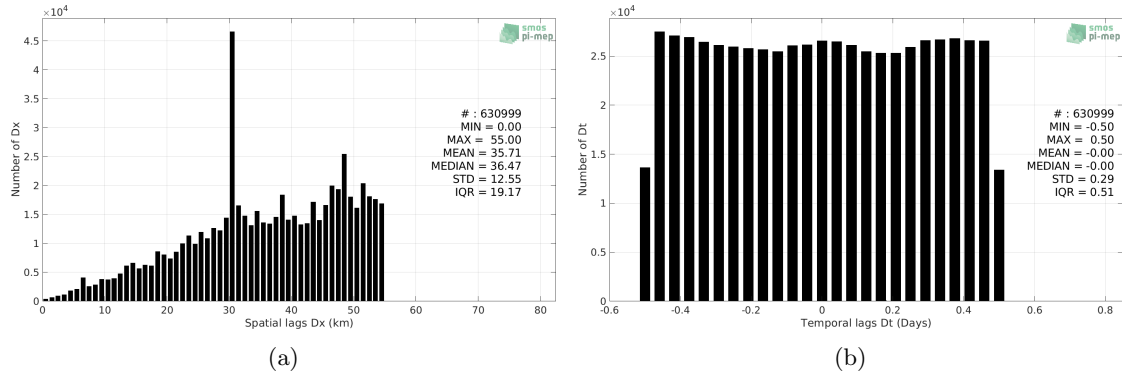 ×10⁴
4.5
4
3.5
3
2.5
2
1.5
1
0.5
0
Number of Dx
0 10 20 30 40 50 60 70 80
Spatial lags Dx (km)
smos
pi-mep
# : 630999
MIN = 0.00
MAX = 55.00
MEAN = 35.71
MEDIAN = 36.47
STD = 12.55
IQR = 19.17
(a)
×10⁴
2.5
2
1.5
1
0.5
0
Number of Dt
-0.6 -0.4 -0.2 0 0.2 0.4 0.6 0.8
Temporal lags Dt (Days)
smos
pi-mep
# : 630999
MIN = -0.50
MAX = 0.50
MEAN = -0.00
MEDIAN = -0.00
STD = 0.29
IQR = 0.51
(b)